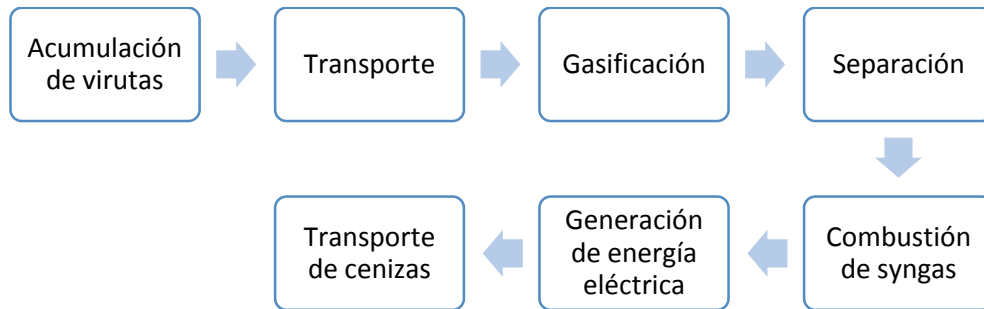 Acumulación
de virutas
Transporte
Gasificación
Separación
Combustión
de syngas
Generación
de energía
eléctrica
Transporte
de cenizas